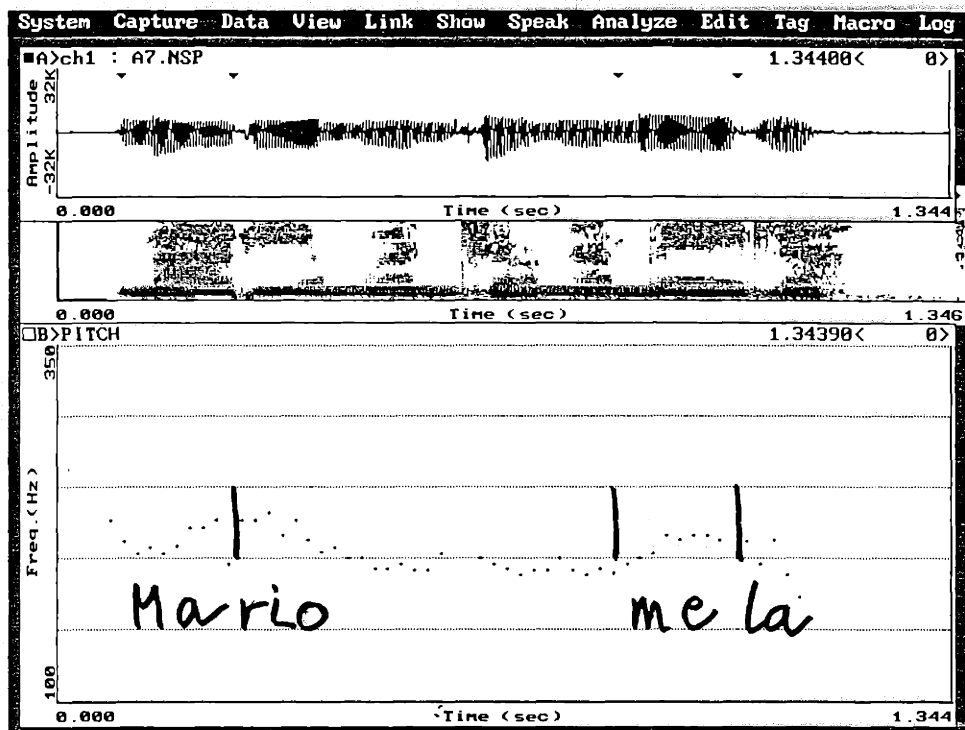 System Capture Data View Link Show Speak Analyze Edit Tag Macro Log
■A>ch1 : A7.NSP 1.34400< 0>
32K
Amplitude
-32K
0.000 Time (sec) 1.344
0.000 Time (sec) 1.346
□B>PITCH 1.34390< 0>
350
Freq.(Hz)
Mario me la
100
0.000 Time (sec) 1.344